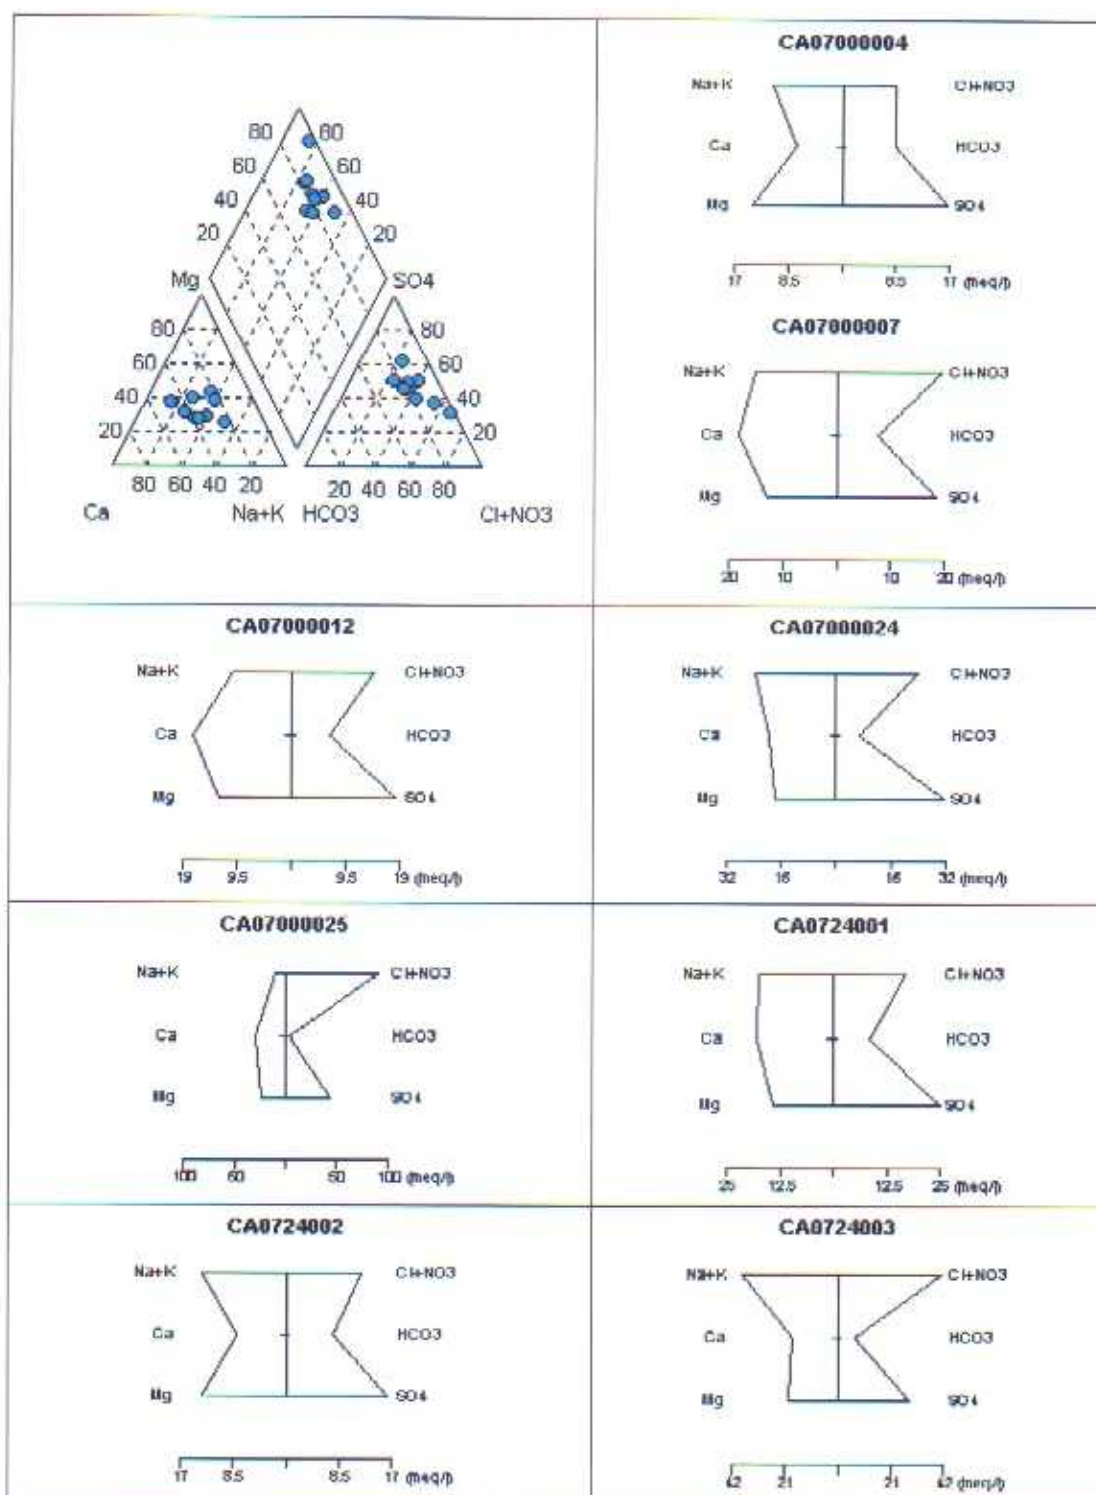 CA07000004
Na+K Cl+NO3
Ca HCO3
Mg SO4
17 8.5 8.5 17 (meq/l)
80 80
60 60
40 40
20 20
Mg SO4
80 80
60 60
40 40
20 20
80 60 40 20 20 40 60 80
Ca Na+K HCO3 Cl+NO3
CA07000007
Na+K Cl+NO3
Ca HCO3
Mg SO4
20 10 10 20 (meq/l)
CA07000012
Na+K Cl+NO3
Ca HCO3
Mg SO4
19 9.5 9.5 19 (meq/l)
CA07000024
Na+K Cl+NO3
Ca HCO3
Mg SO4
32 16 16 32 (meq/l)
CA07000025
Na+K Cl+NO3
Ca HCO3
Mg SO4
100 50 50 100 (meq/l)
CA0724001
Na+K Cl+NO3
Ca HCO3
Mg SO4
25 12.5 12.5 25 (meq/l)
CA0724002
Na+K Cl+NO3
Ca HCO3
Mg SO4
17 8.5 8.5 17 (meq/l)
CA0724003
Na+K Cl+NO3
Ca HCO3
Mg SO4
42 21 21 42 (meq/l)